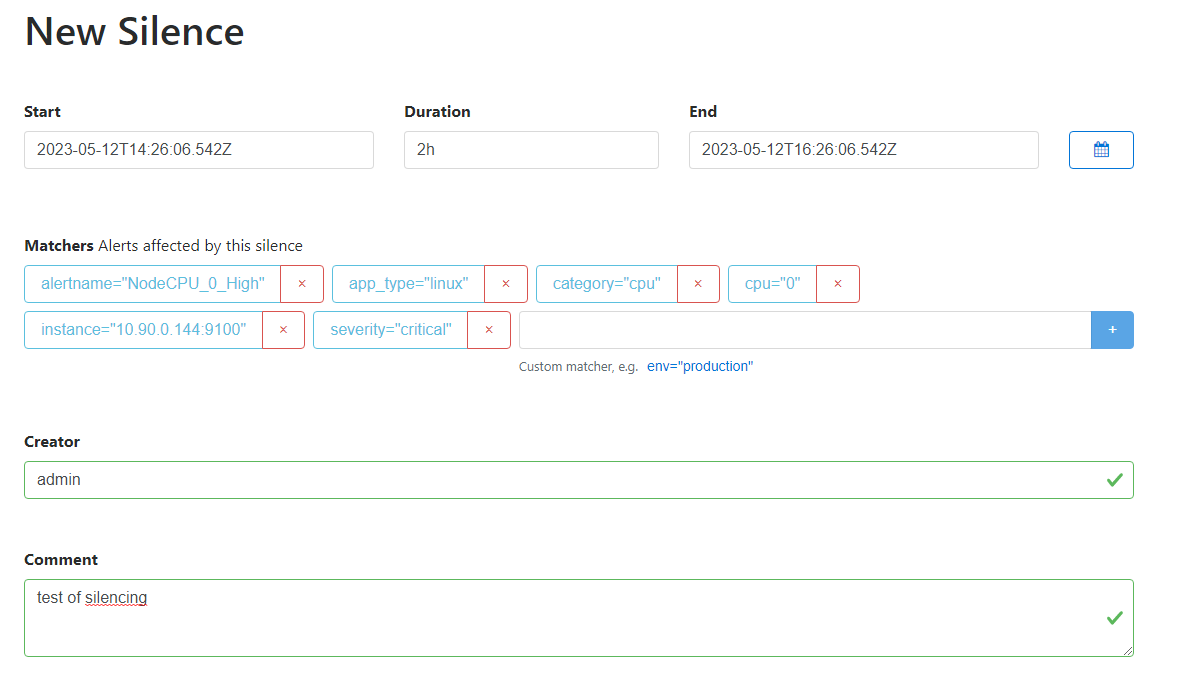 New Silence
Start Duration End
2023-05-12T14:26:06.542Z 2h 2023-05-12T16:26:06.542Z
Matchers Alerts affected by this silence
alertname="NodeCPU_0_High" × app_type="linux" × category="cpu" × cpu="0" ×
instance="10.90.0.144:9100" × severity="critical" × +
Custom matcher, e.g. env="production"
Creator
admin
Comment
test of silencing